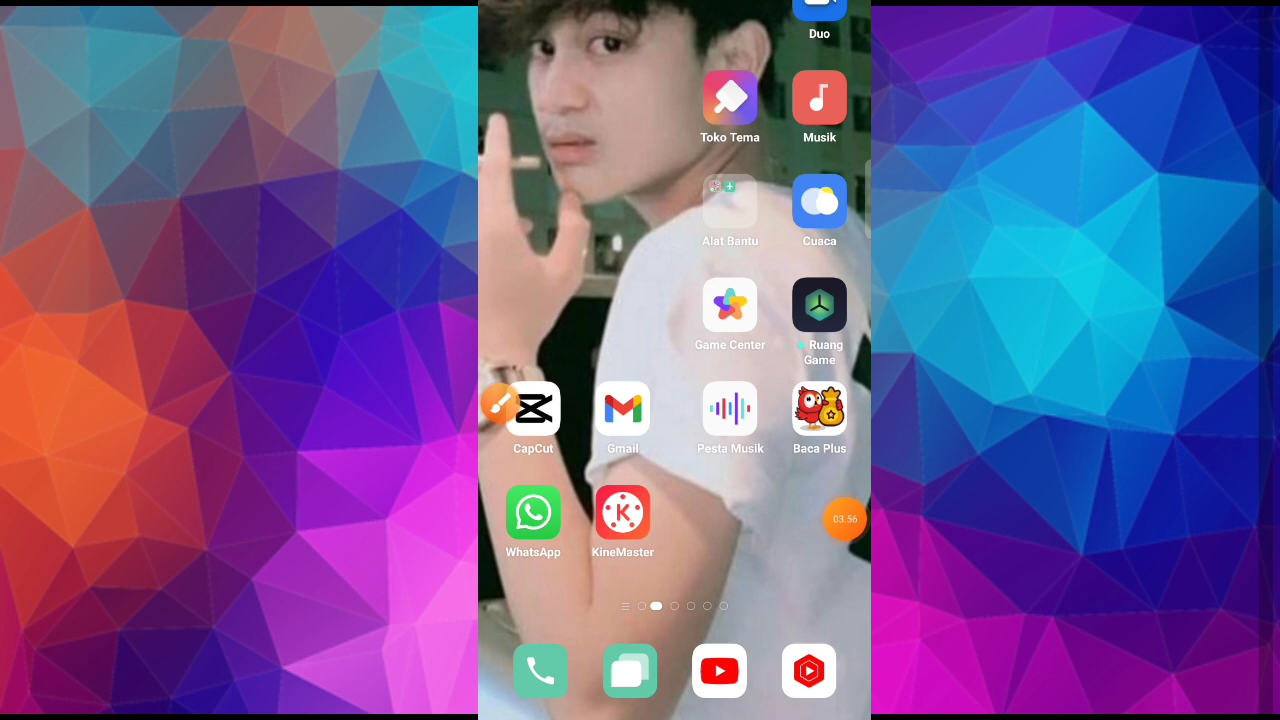 Duo
Toko Tema
Musik
Alat Bantu
Cuaca
Game Center
Ruang
Game
CapCut
Gmail
Pesta Musik
Baca Plus
03.56
WhatsApp
KineMaster